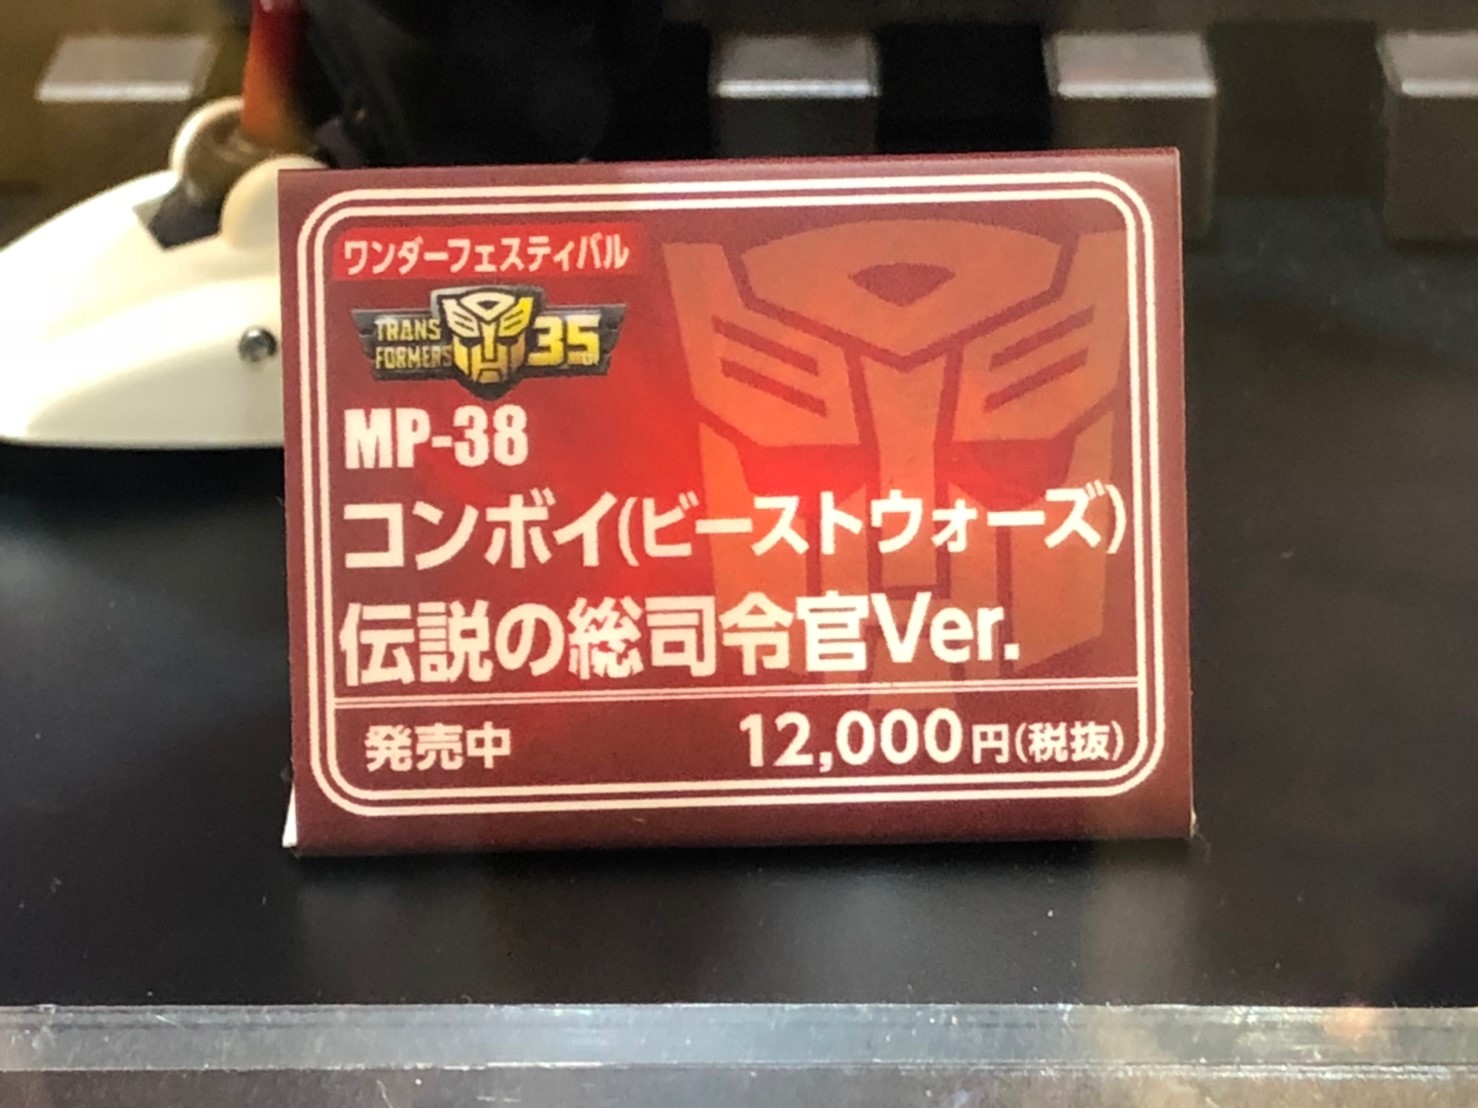 ワンダーフェスティバル
TRANS
FORMERS 35
MP-38
コンボイ(ビーストウォーズ)
伝説の総司令官Ver.
発売中 12,000円(税抜)